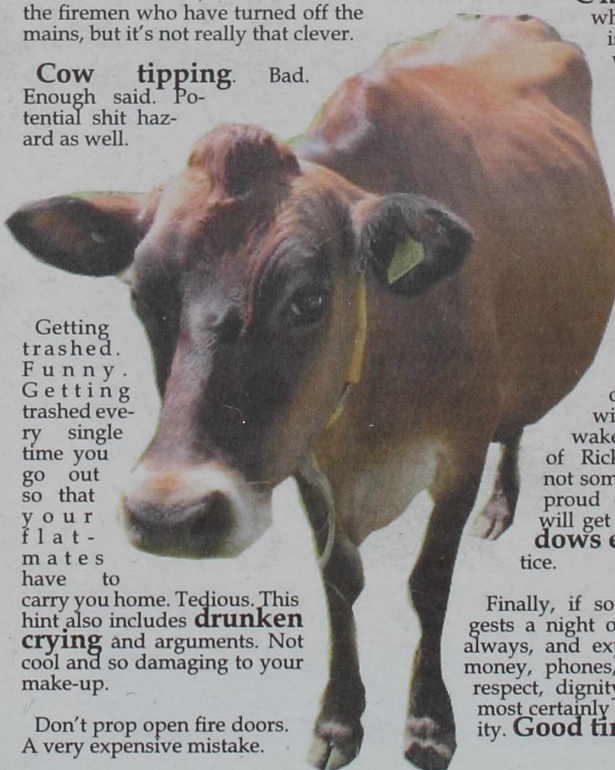 the firemen who have turned off the
mains, but it's not really that clever.
Cow tipping. Bad.
Enough said. Po-
tential shit haz-
ard as well.
Getting
trashed.
Funny.
Getting
trashed eve-
ry single
time you
go out
so that
your
flat-
mates
have to
carry you home. Tedious. This
hint also includes drunken
crying and arguments. Not
cool and so damaging to your
make-up.
Don't prop open fire doors.
A very expensive mistake.
wake
of Rick
not som
proud
will get
dows e
tice.
Finally, if so
gests a night o
always, and exp
money, phones,
respect, dignity
most certainly
ity. Good tin